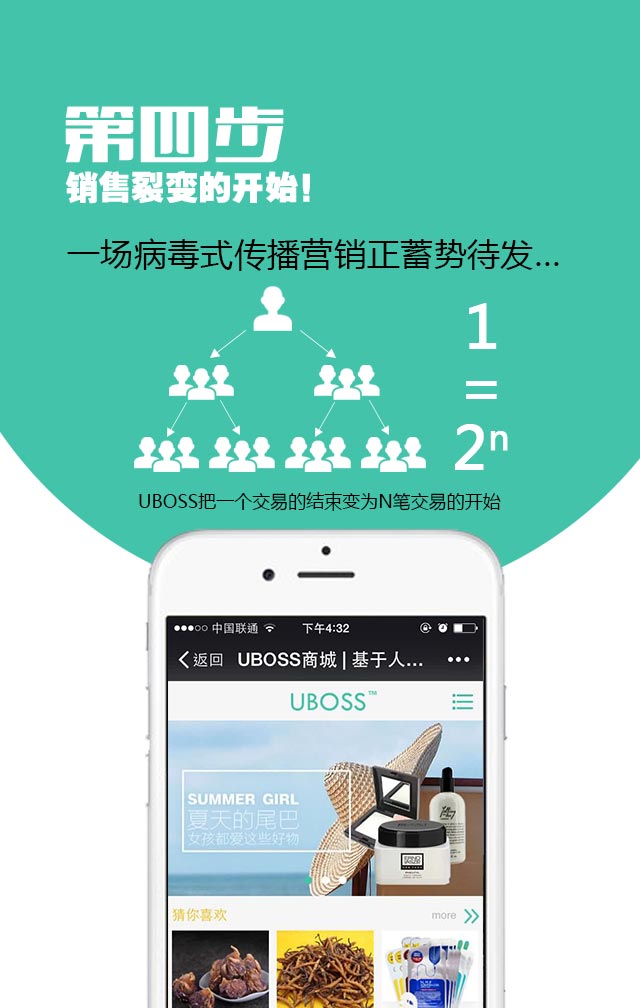 第四步
销售裂变的开始!
一场病毒式传播营销正蓄势待发...
1
=
2ⁿ
UBOSS把一个交易的结束变为N笔交易的开始
中国联通 下午4:32
返回 UBOSS商城 | 基于人... •••
UBOSS™
SUMMER GIRL
夏天的尾巴
女孩都爱这些好物
猜你喜欢 more